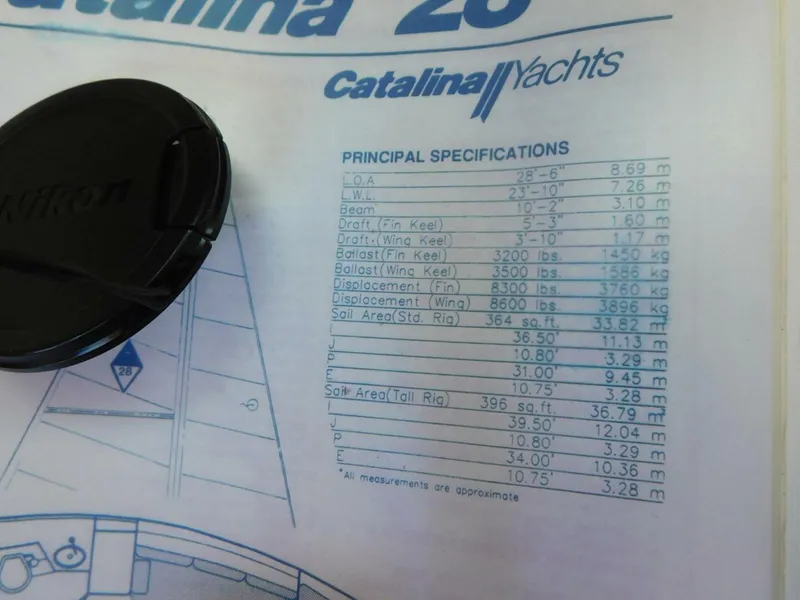 Catalina 28
Catalina Yachts
Nikon
PRINCIPAL SPECIFICATIONS
L.O.A 28'-6" 8.69 m
L.W.L. 23'-10" 7.26 m
Beam 10'-2" 3.10 m
Draft (Fin Keel) 5'-3" 1.60 m
Draft (Wing Keel) 3'-10" 1.17 m
Ballast(Fin Keel) 3200 lbs. 1450 kg
Ballast(Wing Keel) 3500 lbs. 1586 kg
Displacement (Fin) 8300 lbs. 3760 kg
Displacement (Wing) 8600 lbs. 3896 kg
Sail Area(Std. Rig) 364 sq.ft. 33.82 m²
I 36.50' 11.13 m
J 10.80' 3.29 m
P 31.00' 9.45 m
E 10.75' 3.28 m
Sail Area(Tall Rig) 396 sq.ft. 36.79 m²
I 39.50' 12.04 m
J 10.80' 3.29 m
P 34.00' 10.36 m
E 10.75' 3.28 m
*All measurements are approximate
28